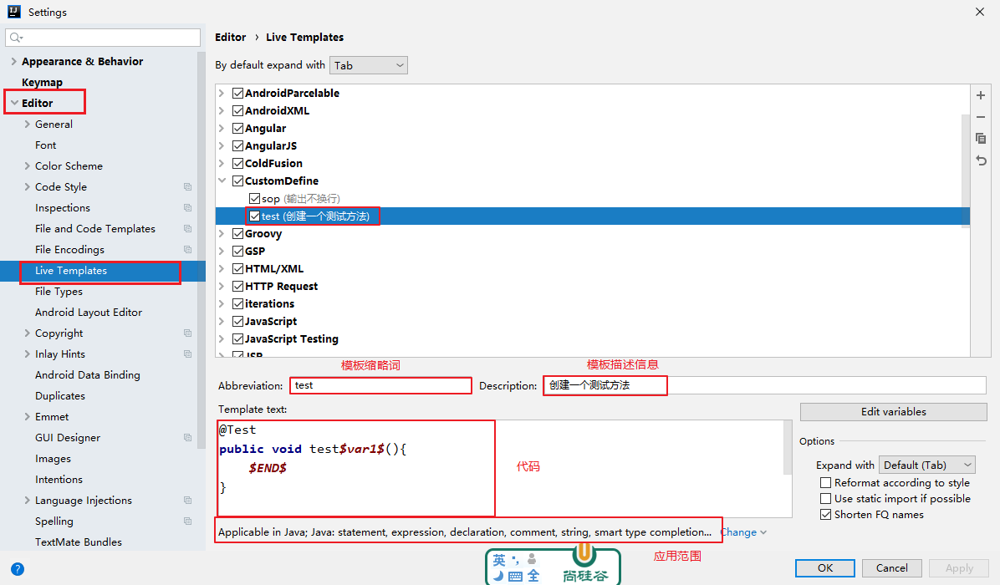 Settings
Appearance & Behavior
Keymap
Editor
General
Font
Color Scheme
Code Style
Inspections
File and Code Templates
File Encodings
Live Templates
File Types
Android Layout Editor
Copyright
Inlay Hints
Android Data Binding
Duplicates
Emmet
GUI Designer
Images
Intentions
Language Injections
Spelling
TextMate Bundles
Editor › Live Templates
By default expand with Tab
AndroidParcelable
AndroidXML
Angular
AngularJS
ColdFusion
CustomDefine
sop (输出不换行)
test (创建一个测试方法)
Groovy
GSP
HTML/XML
HTTP Request
iterations
JavaScript
JavaScript Testing
JSP
模板缩略词 模板描述信息
Abbreviation: test Description: 创建一个测试方法
Template text:
@Test
public void test$var1$(){
$END$
}
代码
Edit variables
Options
Expand with Default (Tab)
Reformat according to style
Use static import if possible
Shorten FQ names
Applicable in Java; Java: statement, expression, declaration, comment, string, smart type completion... Change
应用范围
英
全
尚硅谷
? OK Cancel Apply